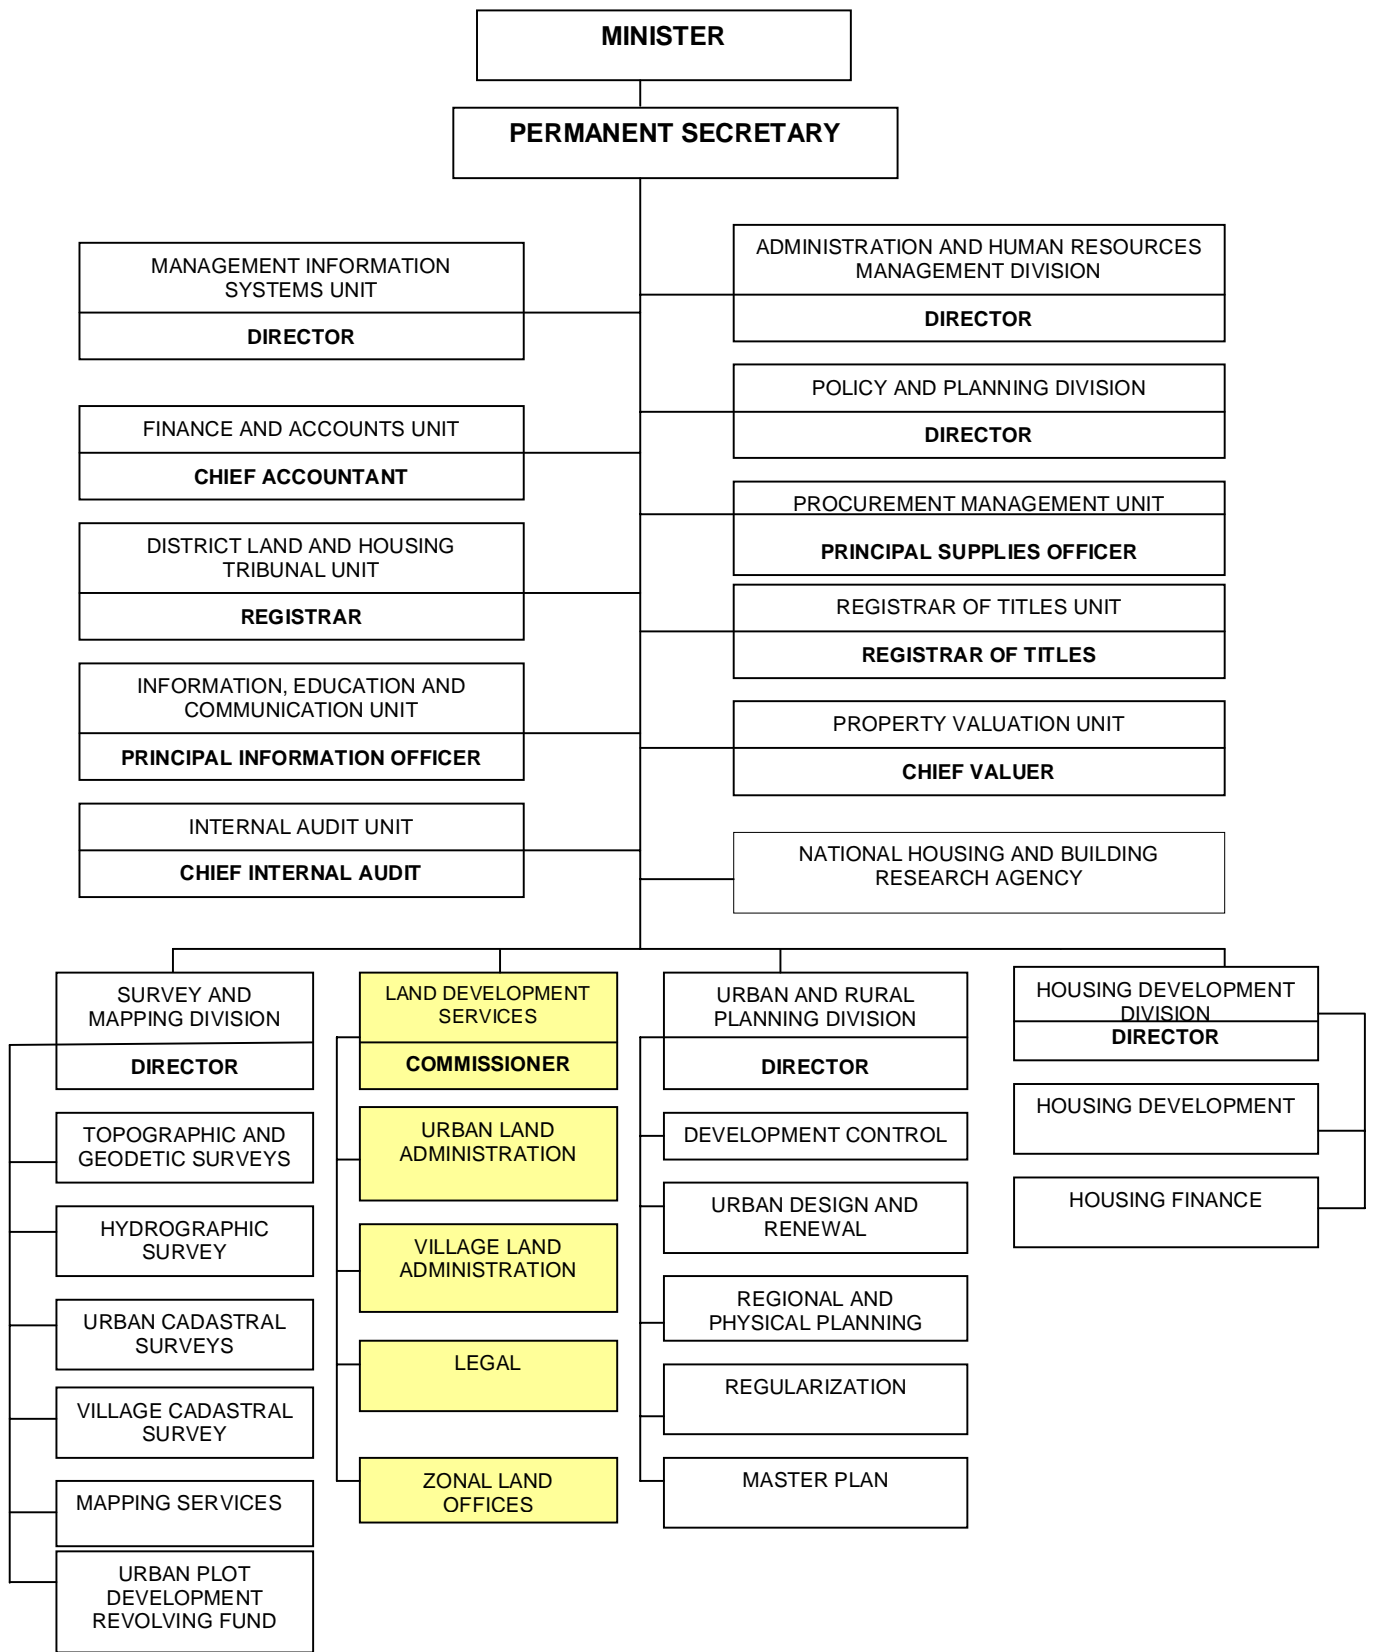 MINISTER
PERMANENT SECRETARY
MANAGEMENT INFORMATION
SYSTEMS UNIT
DIRECTOR
FINANCE AND ACCOUNTS UNIT
CHIEF ACCOUNTANT
DISTRICT LAND AND HOUSING
TRIBUNAL UNIT
REGISTRAR
INFORMATION, EDUCATION AND
COMMUNICATION UNIT
PRINCIPAL INFORMATION OFFICER
INTERNAL AUDIT UNIT
CHIEF INTERNAL AUDIT
ADMINISTRATION AND HUMAN RESOURCES
MANAGEMENT DIVISION
DIRECTOR
POLICY AND PLANNING DIVISION
DIRECTOR
PROCUREMENT MANAGEMENT UNIT
PRINCIPAL SUPPLIES OFFICER
REGISTRAR OF TITLES UNIT
REGISTRAR OF TITLES
PROPERTY VALUATION UNIT
CHIEF VALUER
NATIONAL HOUSING AND BUILDING
RESEARCH AGENCY
SURVEY AND
MAPPING DIVISION
DIRECTOR
TOPOGRAPHIC AND
GEODETIC SURVEYS
HYDROGRAPHIC
SURVEY
URBAN CADASTRAL
SURVEYS
VILLAGE CADASTRAL
SURVEY
MAPPING SERVICES
URBAN PLOT
DEVELOPMENT
REVOLVING FUND
LAND DEVELOPMENT
SERVICES
COMMISSIONER
URBAN LAND
ADMINISTRATION
VILLAGE LAND
ADMINISTRATION
LEGAL
ZONAL LAND
OFFICES
URBAN AND RURAL
PLANNING DIVISION
DIRECTOR
DEVELOPMENT CONTROL
URBAN DESIGN AND
RENEWAL
REGIONAL AND
PHYSICAL PLANNING
REGULARIZATION
MASTER PLAN
HOUSING DEVELOPMENT
DIVISION
DIRECTOR
HOUSING DEVELOPMENT
HOUSING FINANCE